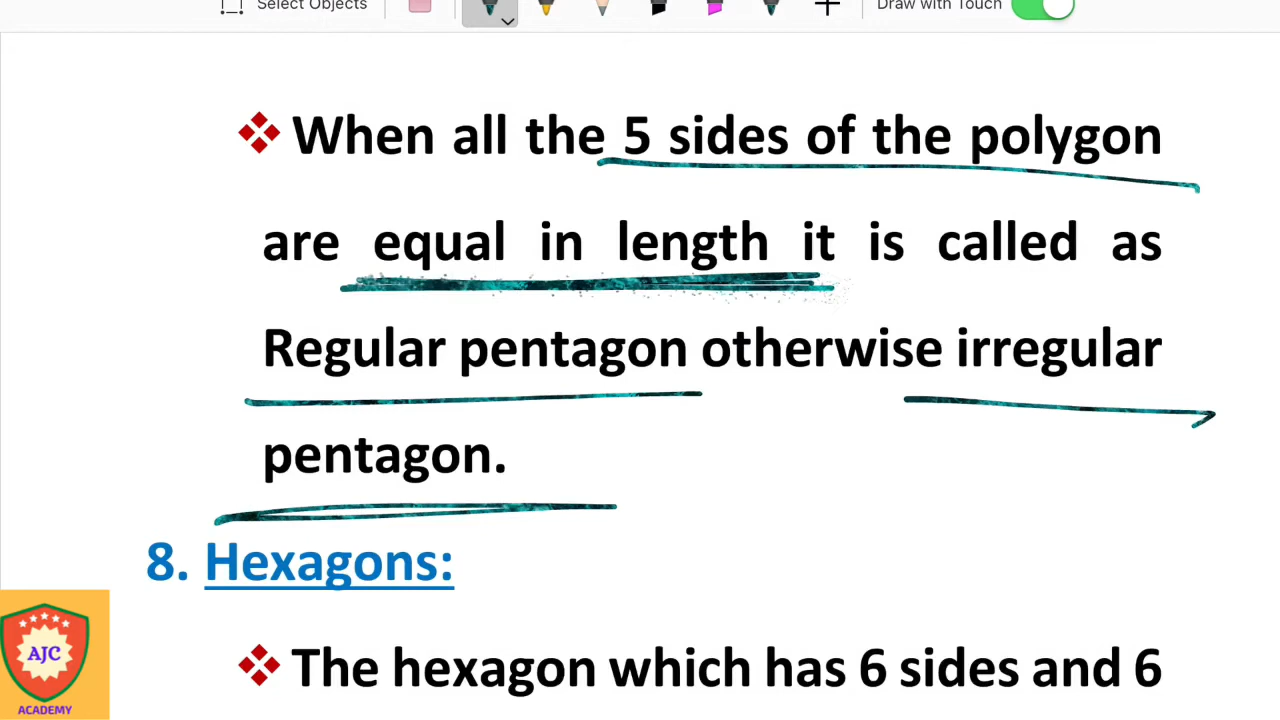 Select Objects
Draw with Touch
❖ When all the 5 sides of the polygon
are equal in length it is called as
Regular pentagon otherwise irregular
pentagon.
8. Hexagons:
❖ The hexagon which has 6 sides and 6
AJC
ACADEMY